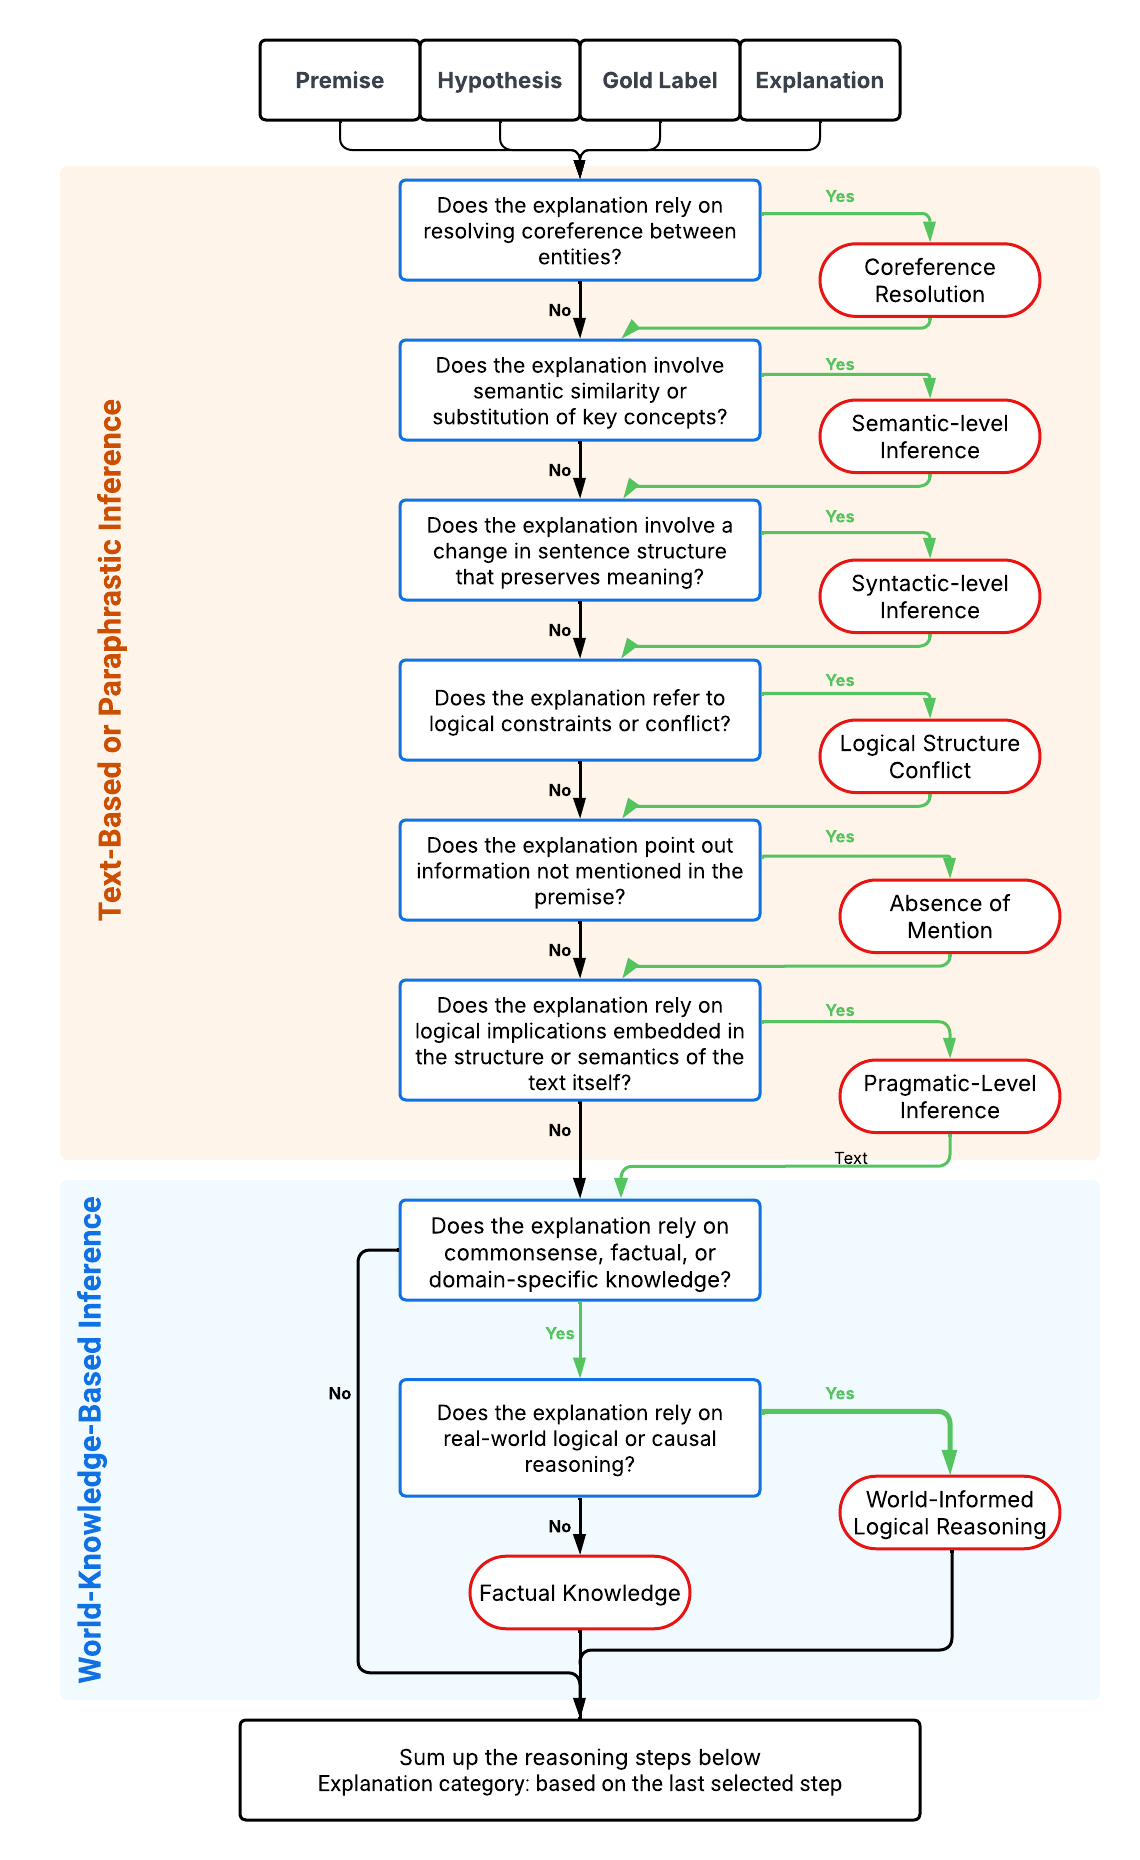 Premise
Hypothesis
Gold Label
Explanation
Text-Based or Paraphrastic Inference
Does the explanation rely on
resolving coreference between
entities?
Yes
Coreference
Resolution
No
Does the explanation involve
semantic similarity or
substitution of key concepts?
Yes
Semantic-level
Inference
No
Does the explanation involve a
change in sentence structure
that preserves meaning?
Yes
Syntactic-level
Inference
No
Does the explanation refer to
logical constraints or conflict?
Yes
Logical Structure
Conflict
No
Does the explanation point out
information not mentioned in the
premise?
Yes
Absence of
Mention
No
Does the explanation rely on
logical implications embedded in
the structure or semantics of the
text itself?
Yes
Pragmatic-Level
Inference
No
Text
World-Knowledge-Based Inference
Does the explanation rely on
commonsense, factual, or
domain-specific knowledge?
Yes
No
Does the explanation rely on
real-world logical or causal
reasoning?
Yes
World-Informed
Logical Reasoning
No
Factual Knowledge
Sum up the reasoning steps below
Explanation category: based on the last selected step